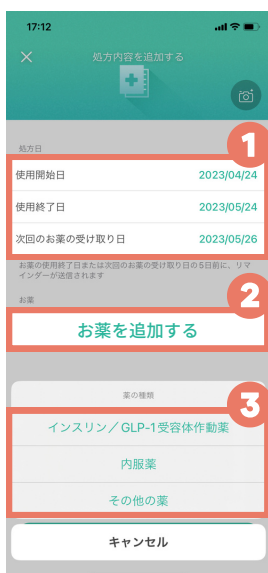 17:12
処方内容を追加する
処方日
1
使用開始日 2023/04/24
使用終了日 2023/05/24
次回のお薬の受け取り日 2023/05/26
お薬の使用終了日または次回のお薬の受け取り日の5日前に、リマ
インダーが送信されます
2
お薬
お薬を追加する
薬の種類
3
インスリン／GLP-1受容体作動薬
内服薬
その他の薬
キャンセル